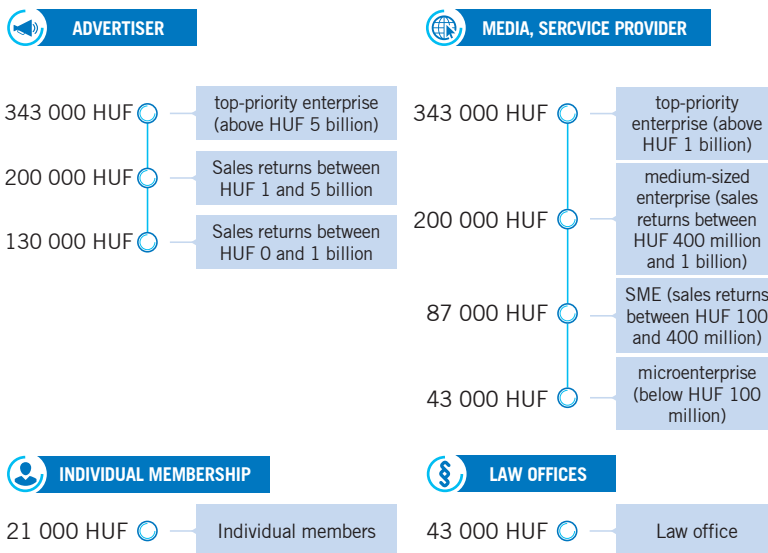 ADVERTISER
343 000 HUF
top-priority enterprise
(above HUF 5 billion)
200 000 HUF
Sales returns between
HUF 1 and 5 billion
130 000 HUF
Sales returns between
HUF 0 and 1 billion
MEDIA, SERCVICE PROVIDER
343 000 HUF
top-priority
enterprise (above
HUF 1 billion)
200 000 HUF
medium-sized
enterprise (sales
returns between
HUF 400 million
and 1 billion)
87 000 HUF
SME (sales returns
between HUF 100
and 400 million)
43 000 HUF
microenterprise
(below HUF 100
million)
INDIVIDUAL MEMBERSHIP
21 000 HUF
Individual members
§ LAW OFFICES
43 000 HUF
Law office